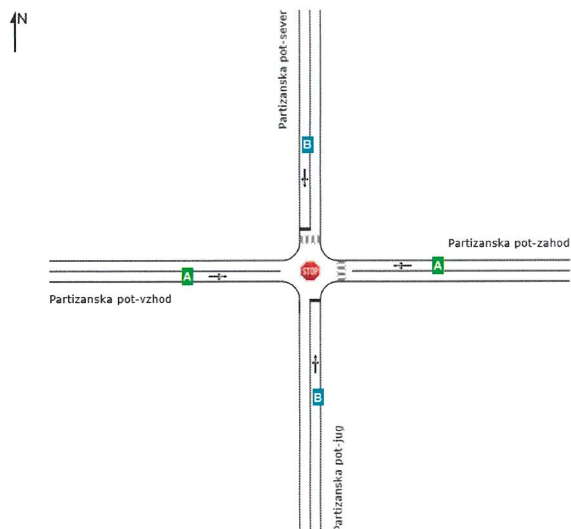 N
Partizanska pot-sever
B
Partizanska pot-zahod
A
STOP
A
Partizanska pot-vzhod
B
Partizanska pot-jug